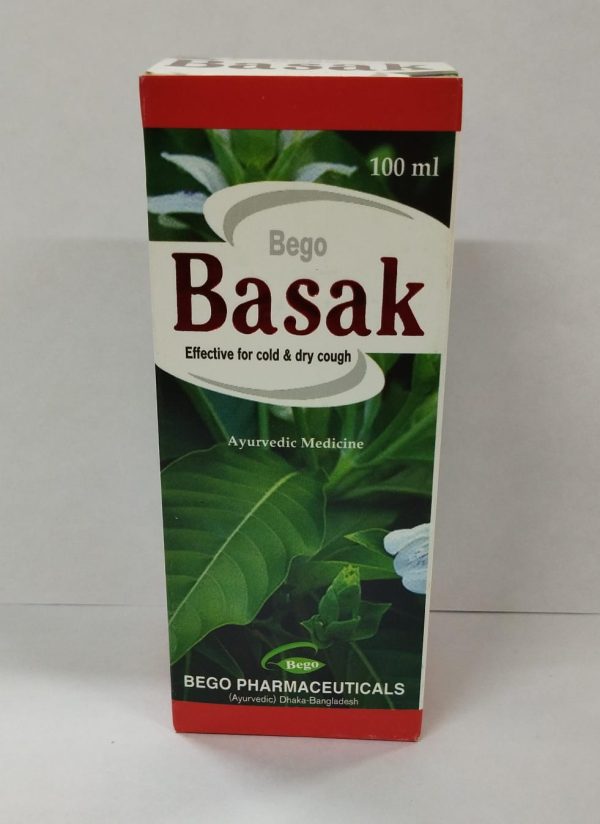 Basak
100 ml
Bego
Basak
Effective for cold & dry cough
Ayurvedic Medicine
Bego
BEGO PHARMACEUTICALS
(Ayurvedic) Dhaka-Bangladesh